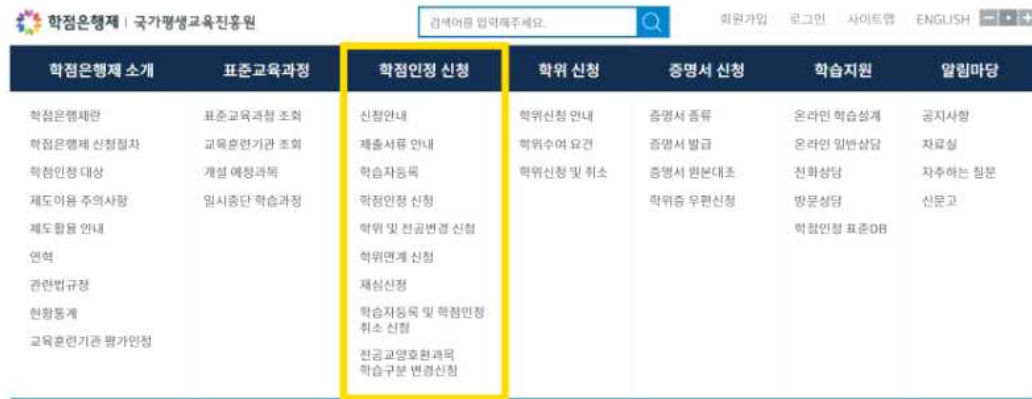 학점은행제 | 국가평생교육진흥원
검색어를 입력해주세요.
회원가입 로그인 사이트맵 ENGLISH
학점은행제 소개 표준교육과정 학점인정 신청 학위 신청 증명서 신청 학습지원 알림마당
학점은행제란 표준교육과정 조회 신청안내 학위신청 안내 증명서 종류 온라인 학습설계 공지사항
학점은행제 신청절차 교육훈련기관 조회 제출서류 안내 학위수여 요건 증명서 발급 온라인 일반상담 자료실
학점인정 대상 개설 예정과목 학습자등록 학위신청 및 취소 증명서 원본대조 전화상담 자주하는 질문
제도이용 주의사항 일시중단 학습과정 학점인정 신청 학위증 우편신청 방문상담 신문고
제도활용 안내 학위 및 전공변경 신청 학점인정 표준DB
연혁 학위연계 신청
관련법규정 재심신청
현황통계 학습자등록 및 학점인정
취소 신청
교육훈련기관 평가인정
전공교양호환과목
학습구분 변경신청